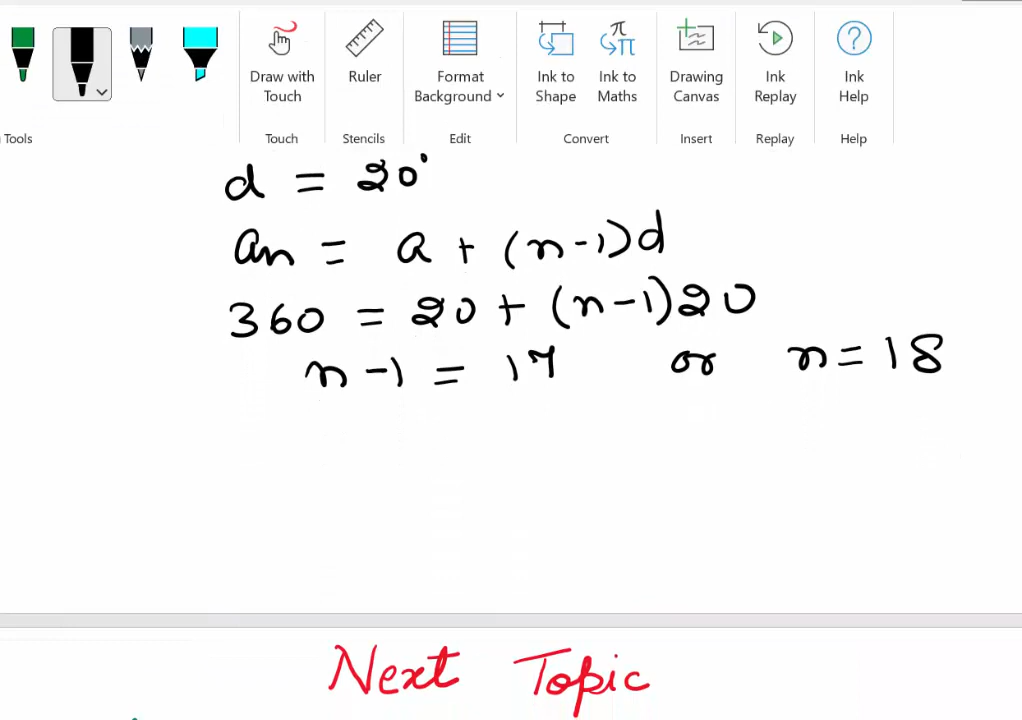 Draw with Touch
Ruler
Format Background
Ink to Shape
Ink to Maths
Drawing Canvas
Ink Replay
Ink Help
Tools
Touch
Stencils
Edit
Convert
Insert
Replay
Help
d = 20°
an = a + (n-1)d
360 = 20 + (n-1)20
n-1 = 17 or n = 18
Next Topic